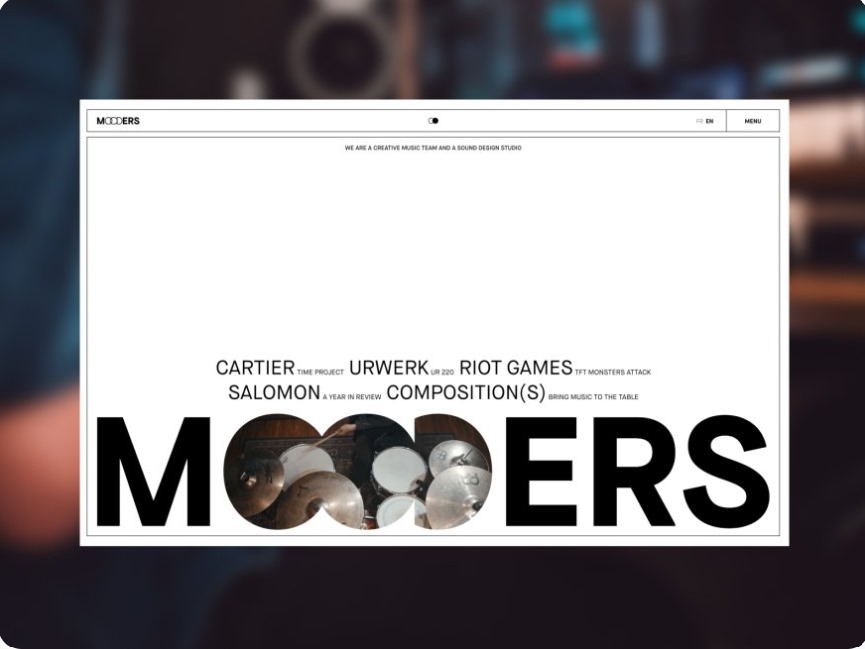 MOODERS
FR EN
MENU
WE ARE A CREATIVE MUSIC TEAM AND A SOUND DESIGN STUDIO
CARTIER TIME PROJECT URWERK UR 220 RIOT GAMES TFT MONSTERS ATTACK
SALOMON A YEAR IN REVIEW COMPOSITION(S) BRING MUSIC TO THE TABLE
MOODERS